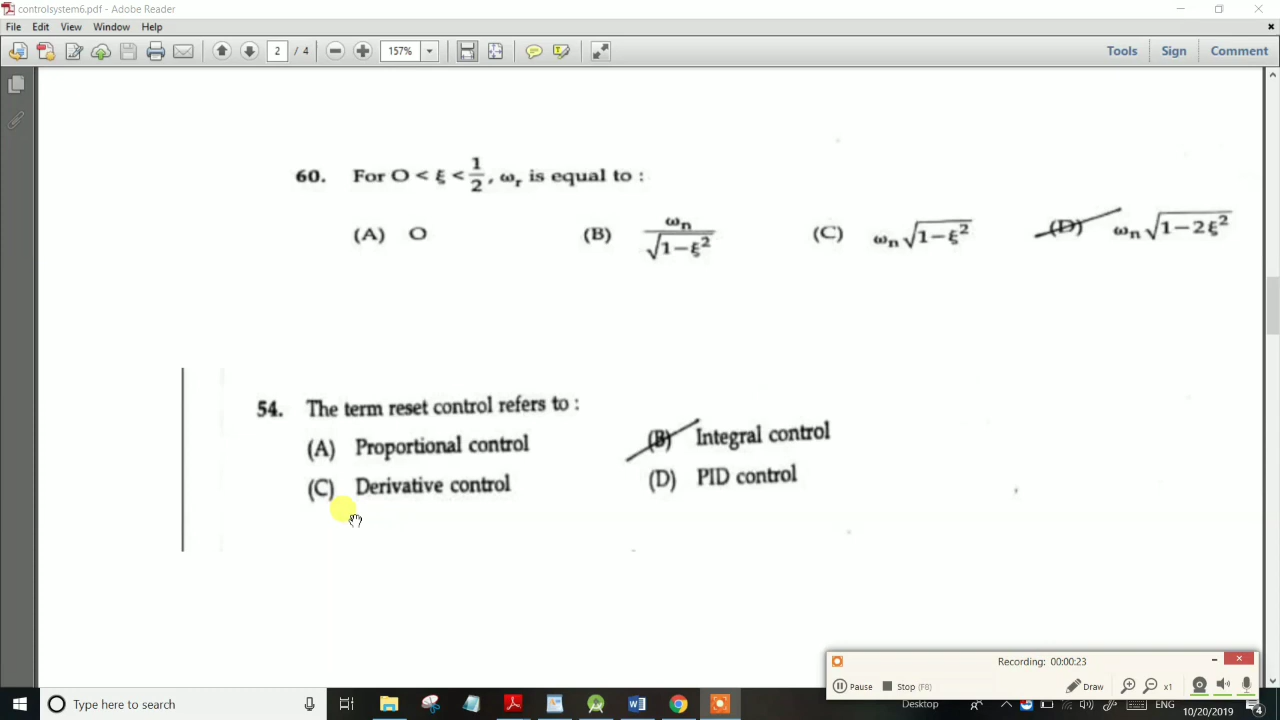 controlsystem6.pdf - Adobe Reader
File Edit View Window Help
2 / 4 157% Tools Sign Comment
60. For O < ξ < 1/2, ωr is equal to :
(A) O (B) ωn/√1−ξ² (C) ωn √1−ξ² (D) ωn √1−2ξ²
54. The term reset control refers to :
(A) Proportional control (B) Integral control
(C) Derivative control (D) PID control
Recording: 00:00:23
Pause Stop (F8) Draw x1
Type here to search Desktop ENG
10/20/2019 4